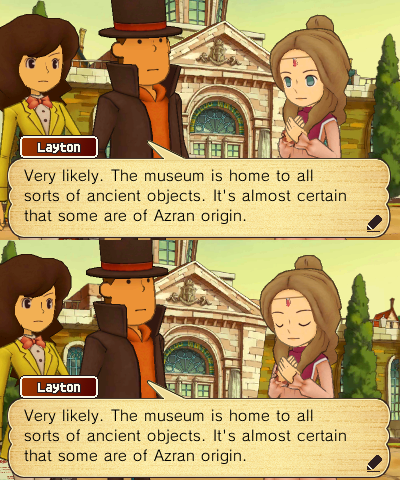 Layton
Very likely. The museum is home to all
sorts of ancient objects. It's almost certain
that some are of Azran origin.
Layton
Very likely. The museum is home to all
sorts of ancient objects. It's almost certain
that some are of Azran origin.